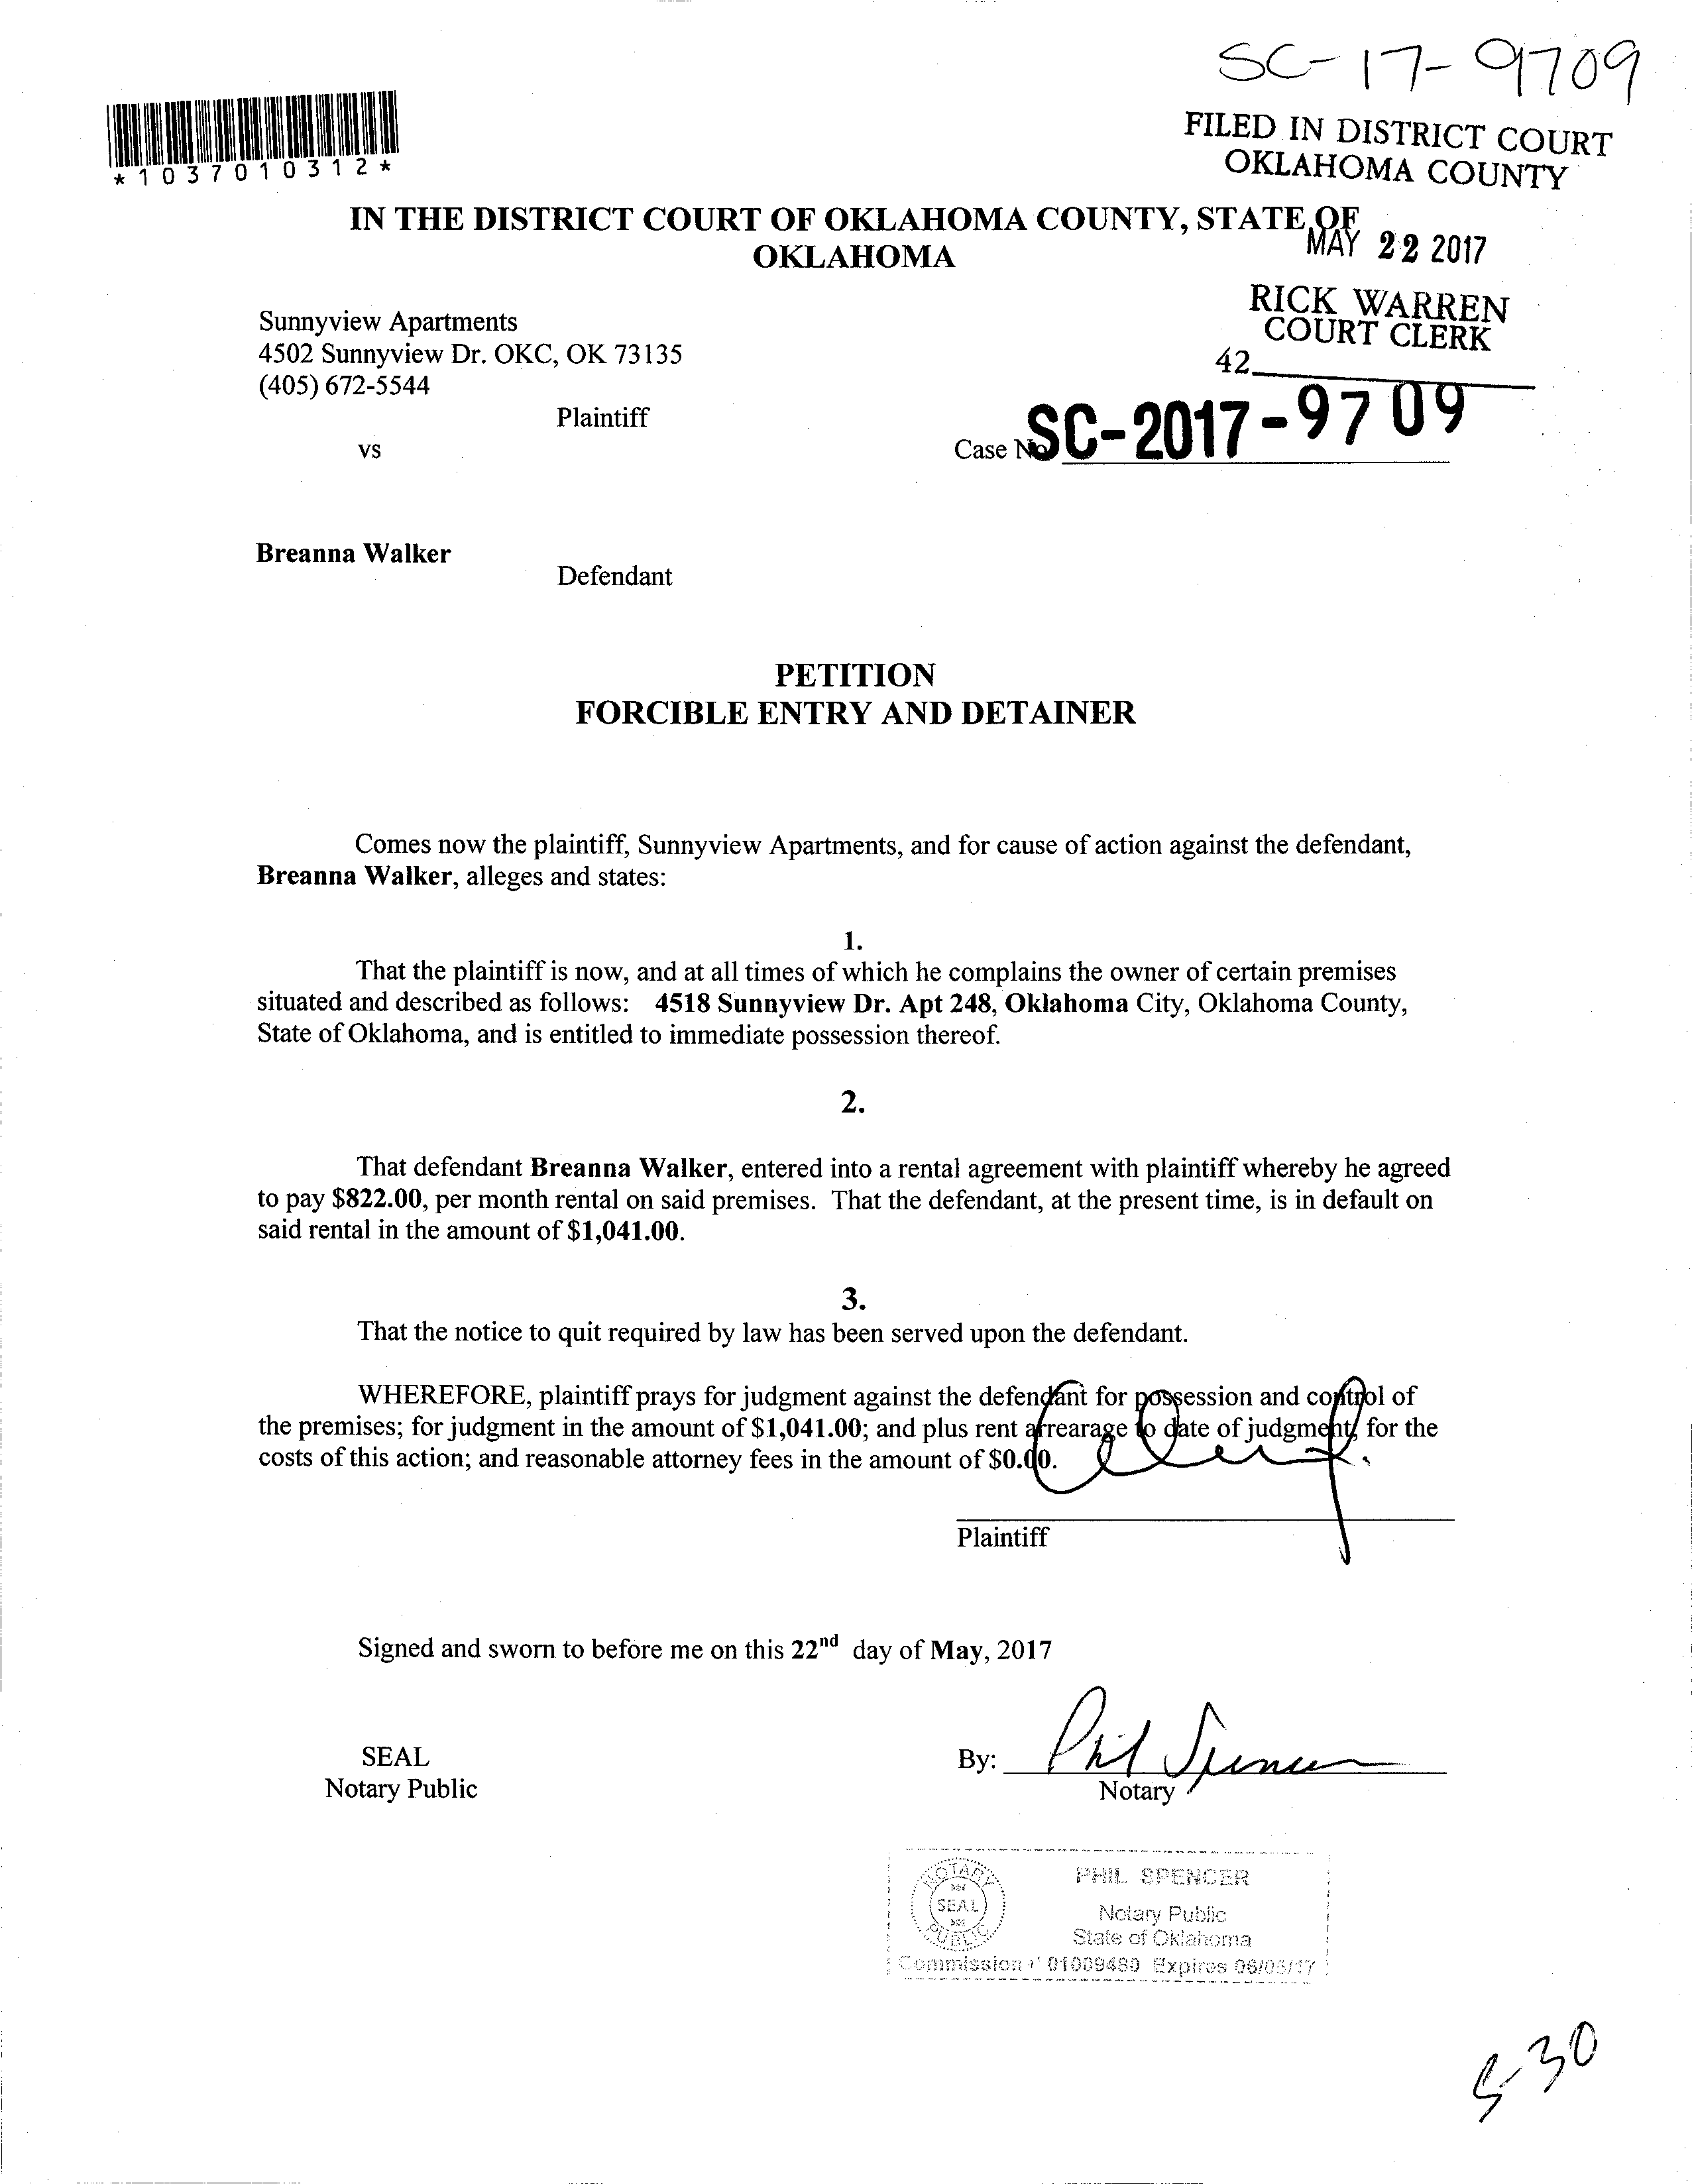 SC-17-9709
FILED IN DISTRICT COURT
OKLAHOMA COUNTY
*1037010312*
IN THE DISTRICT COURT OF OKLAHOMA COUNTY, STATE OF
OKLAHOMA
MAY 22 2017
RICK WARREN
COURT CLERK
42
Sunnyview Apartments
4502 Sunnyview Dr. OKC, OK 73135
(405) 672-5544
Plaintiff
vs
Case No SC-2017-9709
Breanna Walker
Defendant
PETITION
FORCIBLE ENTRY AND DETAINER
Comes now the plaintiff, Sunnyview Apartments, and for cause of action against the defendant,
Breanna Walker, alleges and states:
1.
That the plaintiff is now, and at all times of which he complains the owner of certain premises
situated and described as follows: 4518 Sunnyview Dr. Apt 248, Oklahoma City, Oklahoma County,
State of Oklahoma, and is entitled to immediate possession thereof.
2.
That defendant Breanna Walker, entered into a rental agreement with plaintiff whereby he agreed
to pay $822.00, per month rental on said premises. That the defendant, at the present time, is in default on
said rental in the amount of $1,041.00.
3.
That the notice to quit required by law has been served upon the defendant.
WHEREFORE, plaintiff prays for judgment against the defendant for possession and control of
the premises; for judgment in the amount of $1,041.00; and plus rent arrearage to date of judgment, for the
costs of this action; and reasonable attorney fees in the amount of $0.00.
Plaintiff
Signed and sworn to before me on this 22nd day of May, 2017
SEAL
Notary Public
By: Phil Spencer
Notary
NOTARY
SEAL
PUBLIC
PHIL SPENCER
Notary Public
State of Oklahoma
Commission # 01009480 Expires 06/05/17
5-30